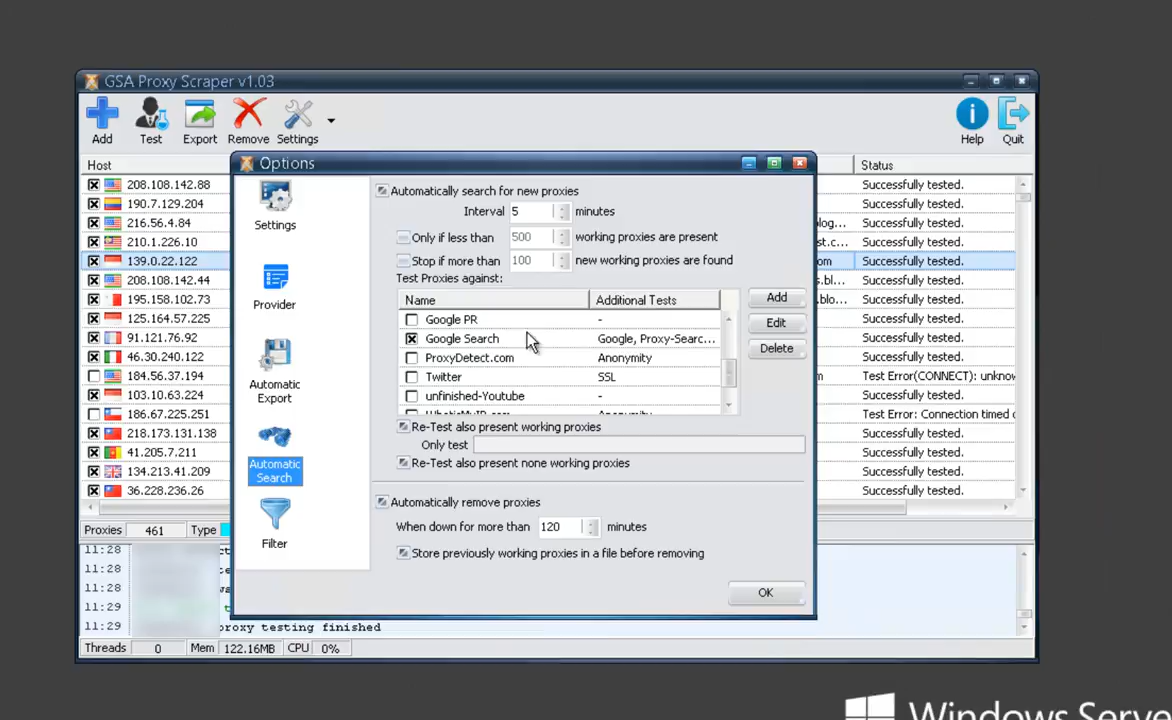 GSA Proxy Scraper v1.03
Add Test Export Remove Settings Help Quit
Options
Host Status
208.108.142.88 Successfully tested.
190.7.129.204 Successfully tested.
216.56.4.84 log... Successfully tested.
210.1.226.10 st.c... Successfully tested.
139.0.22.122 om Successfully tested.
208.108.142.44 s.bl... Successfully tested.
195.158.102.73 .blo... Successfully tested.
125.164.57.225 Successfully tested.
91.121.76.92 Successfully tested.
46.30.240.122 Successfully tested.
184.56.37.194 m Test Error(CONNECT): unknow
103.10.63.224 Successfully tested.
186.67.225.251 Test Error: Connection timed o
218.173.131.138 Successfully tested.
41.205.7.211 Successfully tested.
134.213.41.209 Successfully tested.
36.228.236.26 Successfully tested.
Settings
Provider
Automatic
Export
Automatic
Search
Filter
Automatically search for new proxies
Interval 5 minutes
Only if less than 500 working proxies are present
Stop if more than 100 new working proxies are found
Test Proxies against:
Name Additional Tests
Google PR -
Google Search Google, Proxy-Searc...
ProxyDetect.com Anonymity
Twitter SSL
unfinished-Youtube -
Add
Edit
Delete
Re-Test also present working proxies
Only test
Re-Test also present none working proxies
Automatically remove proxies
When down for more than 120 minutes
Store previously working proxies in a file before removing
OK
Proxies 461 Type
11:28
11:28
11:28
11:29
11:29 proxy testing finished
Threads 0 Mem 122.16MB CPU 0%
Windows Serve